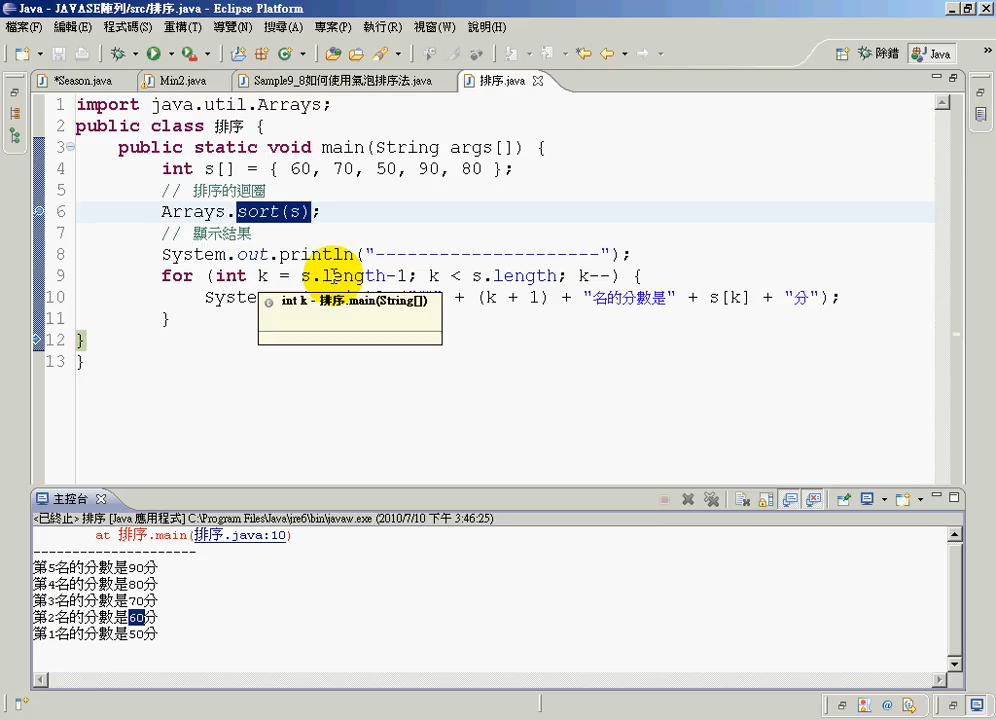 Java - JAVASE陣列/src/排序.java - Eclipse Platform
檔案(F) 編輯(E) 程式碼(S) 重構(T) 導覽(N) 搜尋(A) 專案(P) 執行(R) 視窗(W) 說明(H)
除錯 Java
*Season.java Min2.java Sample9_8如何使用氣泡排序法.java 排序.java
1 import java.util.Arrays;
2 public class 排序 {
3 public static void main(String args[]) {
4 int s[] = { 60, 70, 50, 90, 80 };
5 // 排序的迴圈
6 Arrays.sort(s);
7 // 顯示結果
8 System.out.println("---------------------");
9 for (int k = s.length-1; k < s.length; k--) {
10 System + (k + 1) + "名的分數是" + s[k] + "分");
int k - 排序.main(String[])
11 }
12 }
13 }
主控台
<已終止> 排序 [Java 應用程式] C:\Program Files\Java\jre6\bin\javaw.exe (2010/7/10 下午 3:46:25)
at 排序.main(排序.java:10)
---------------------
第5名的分數是90分
第4名的分數是80分
第3名的分數是70分
第2名的分數是60分
第1名的分數是50分